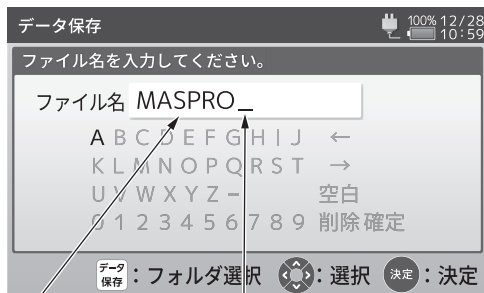 データ保存 100% 12/28
10:59
ファイル名を入力してください。
ファイル名 MASPRO_
A B C D E F G H I J ←
K L M N O P Q R S T →
U V W X Y Z − 空白
0 1 2 3 4 5 6 7 8 9 削除 確定
データ保存：フォルダ選択 ：選択 決定：決定